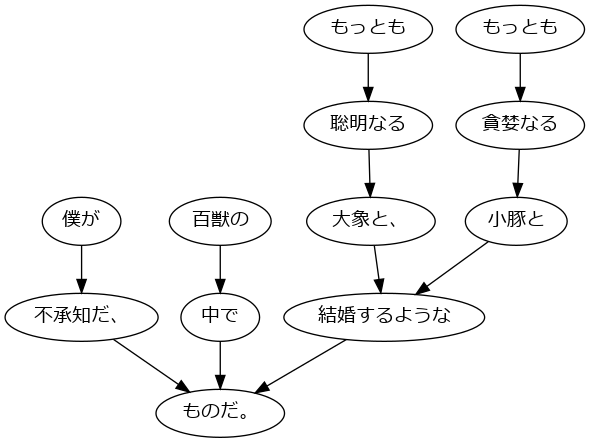 もっとも
もっとも
聡明なる
貪婪なる
僕が
百獣の
大象と、
小豚と
不承知だ、
中で
結婚するような
ものだ。